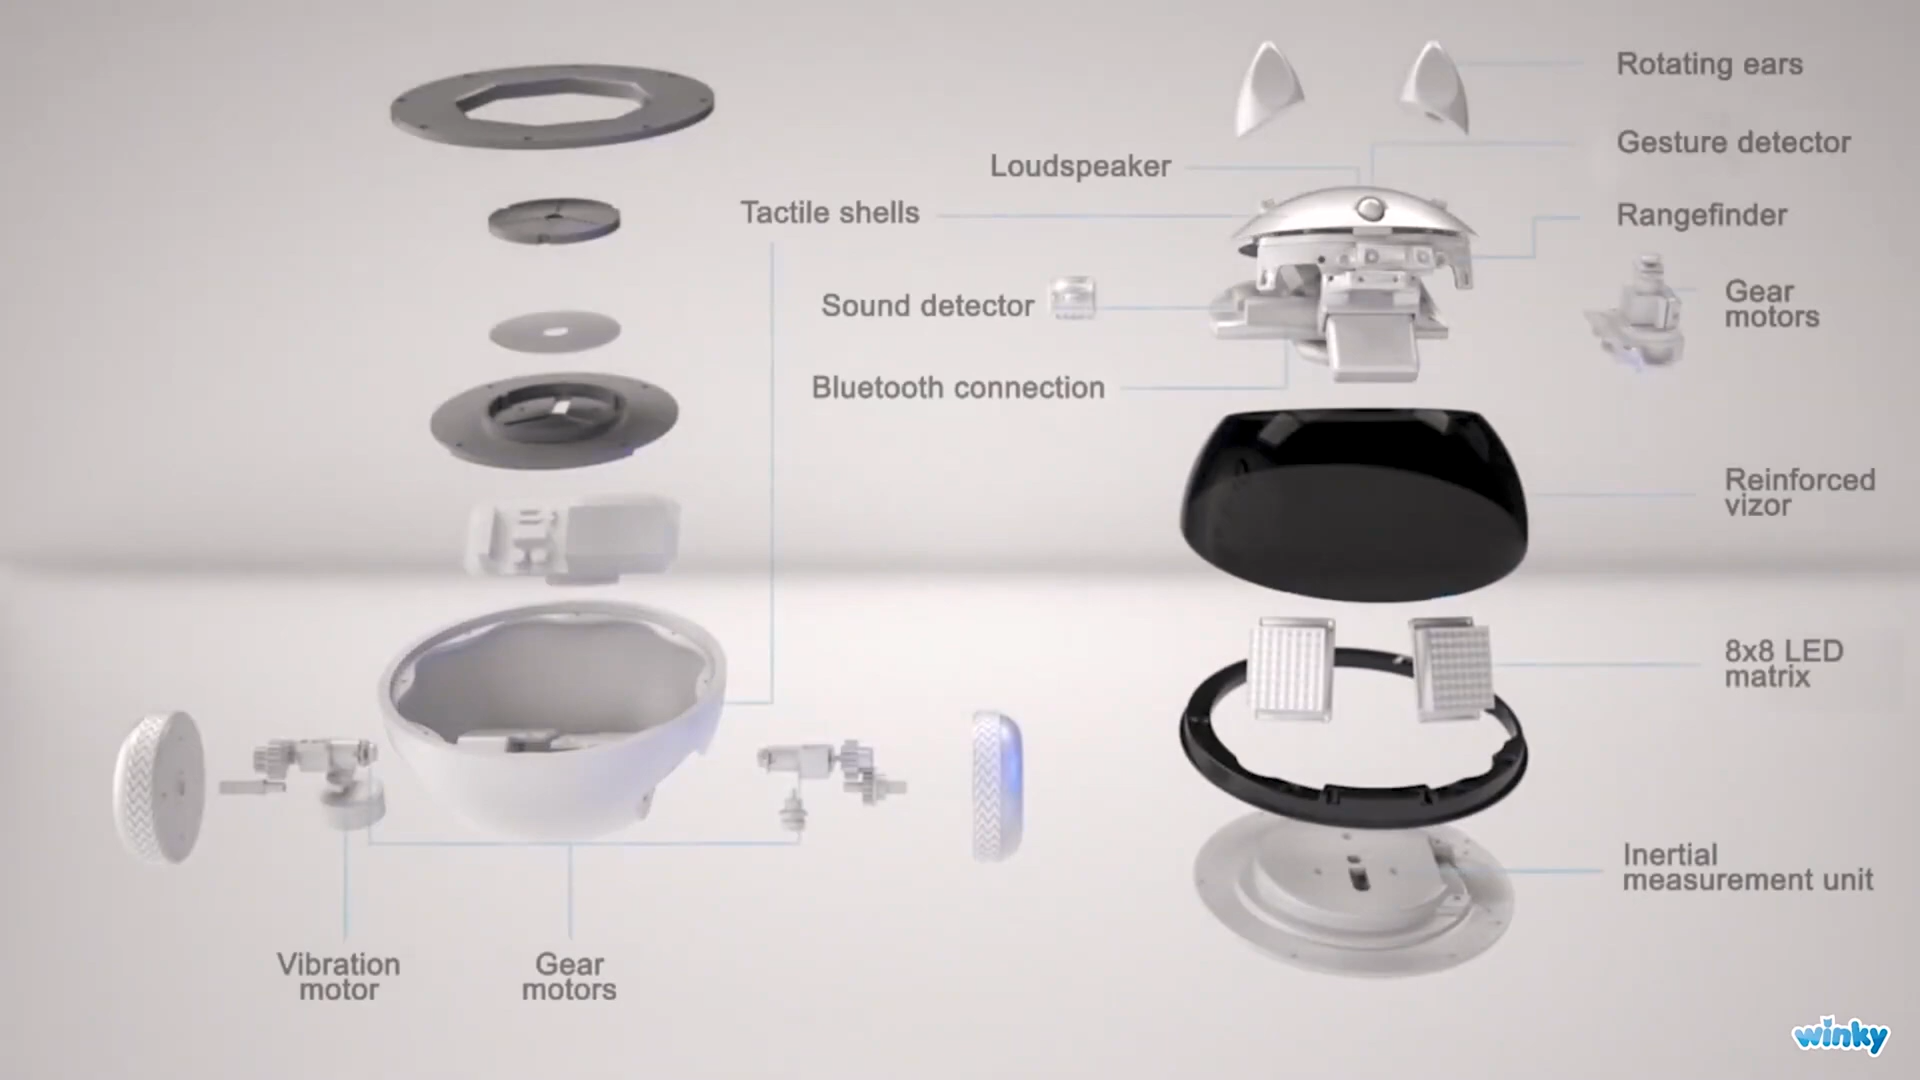 Rotating ears
Gesture detector
Loudspeaker
Tactile shells
Rangefinder
Sound detector
Gear
motors
Bluetooth connection
Reinforced
vizor
8x8 LED
matrix
Inertial
measurement unit
Vibration
motor
Gear
motors
winky